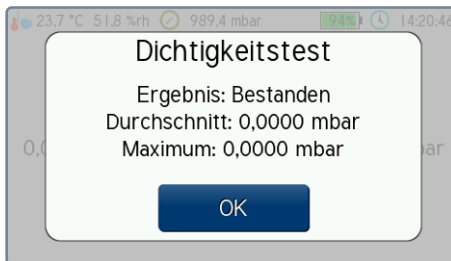 23,7 °C 51,8 %rh 989,4 mbar 94% 14:20:46
Dichtigkeitstest
Ergebnis: Bestanden
Durchschnitt: 0,0000 mbar
Maximum: 0,0000 mbar
OK